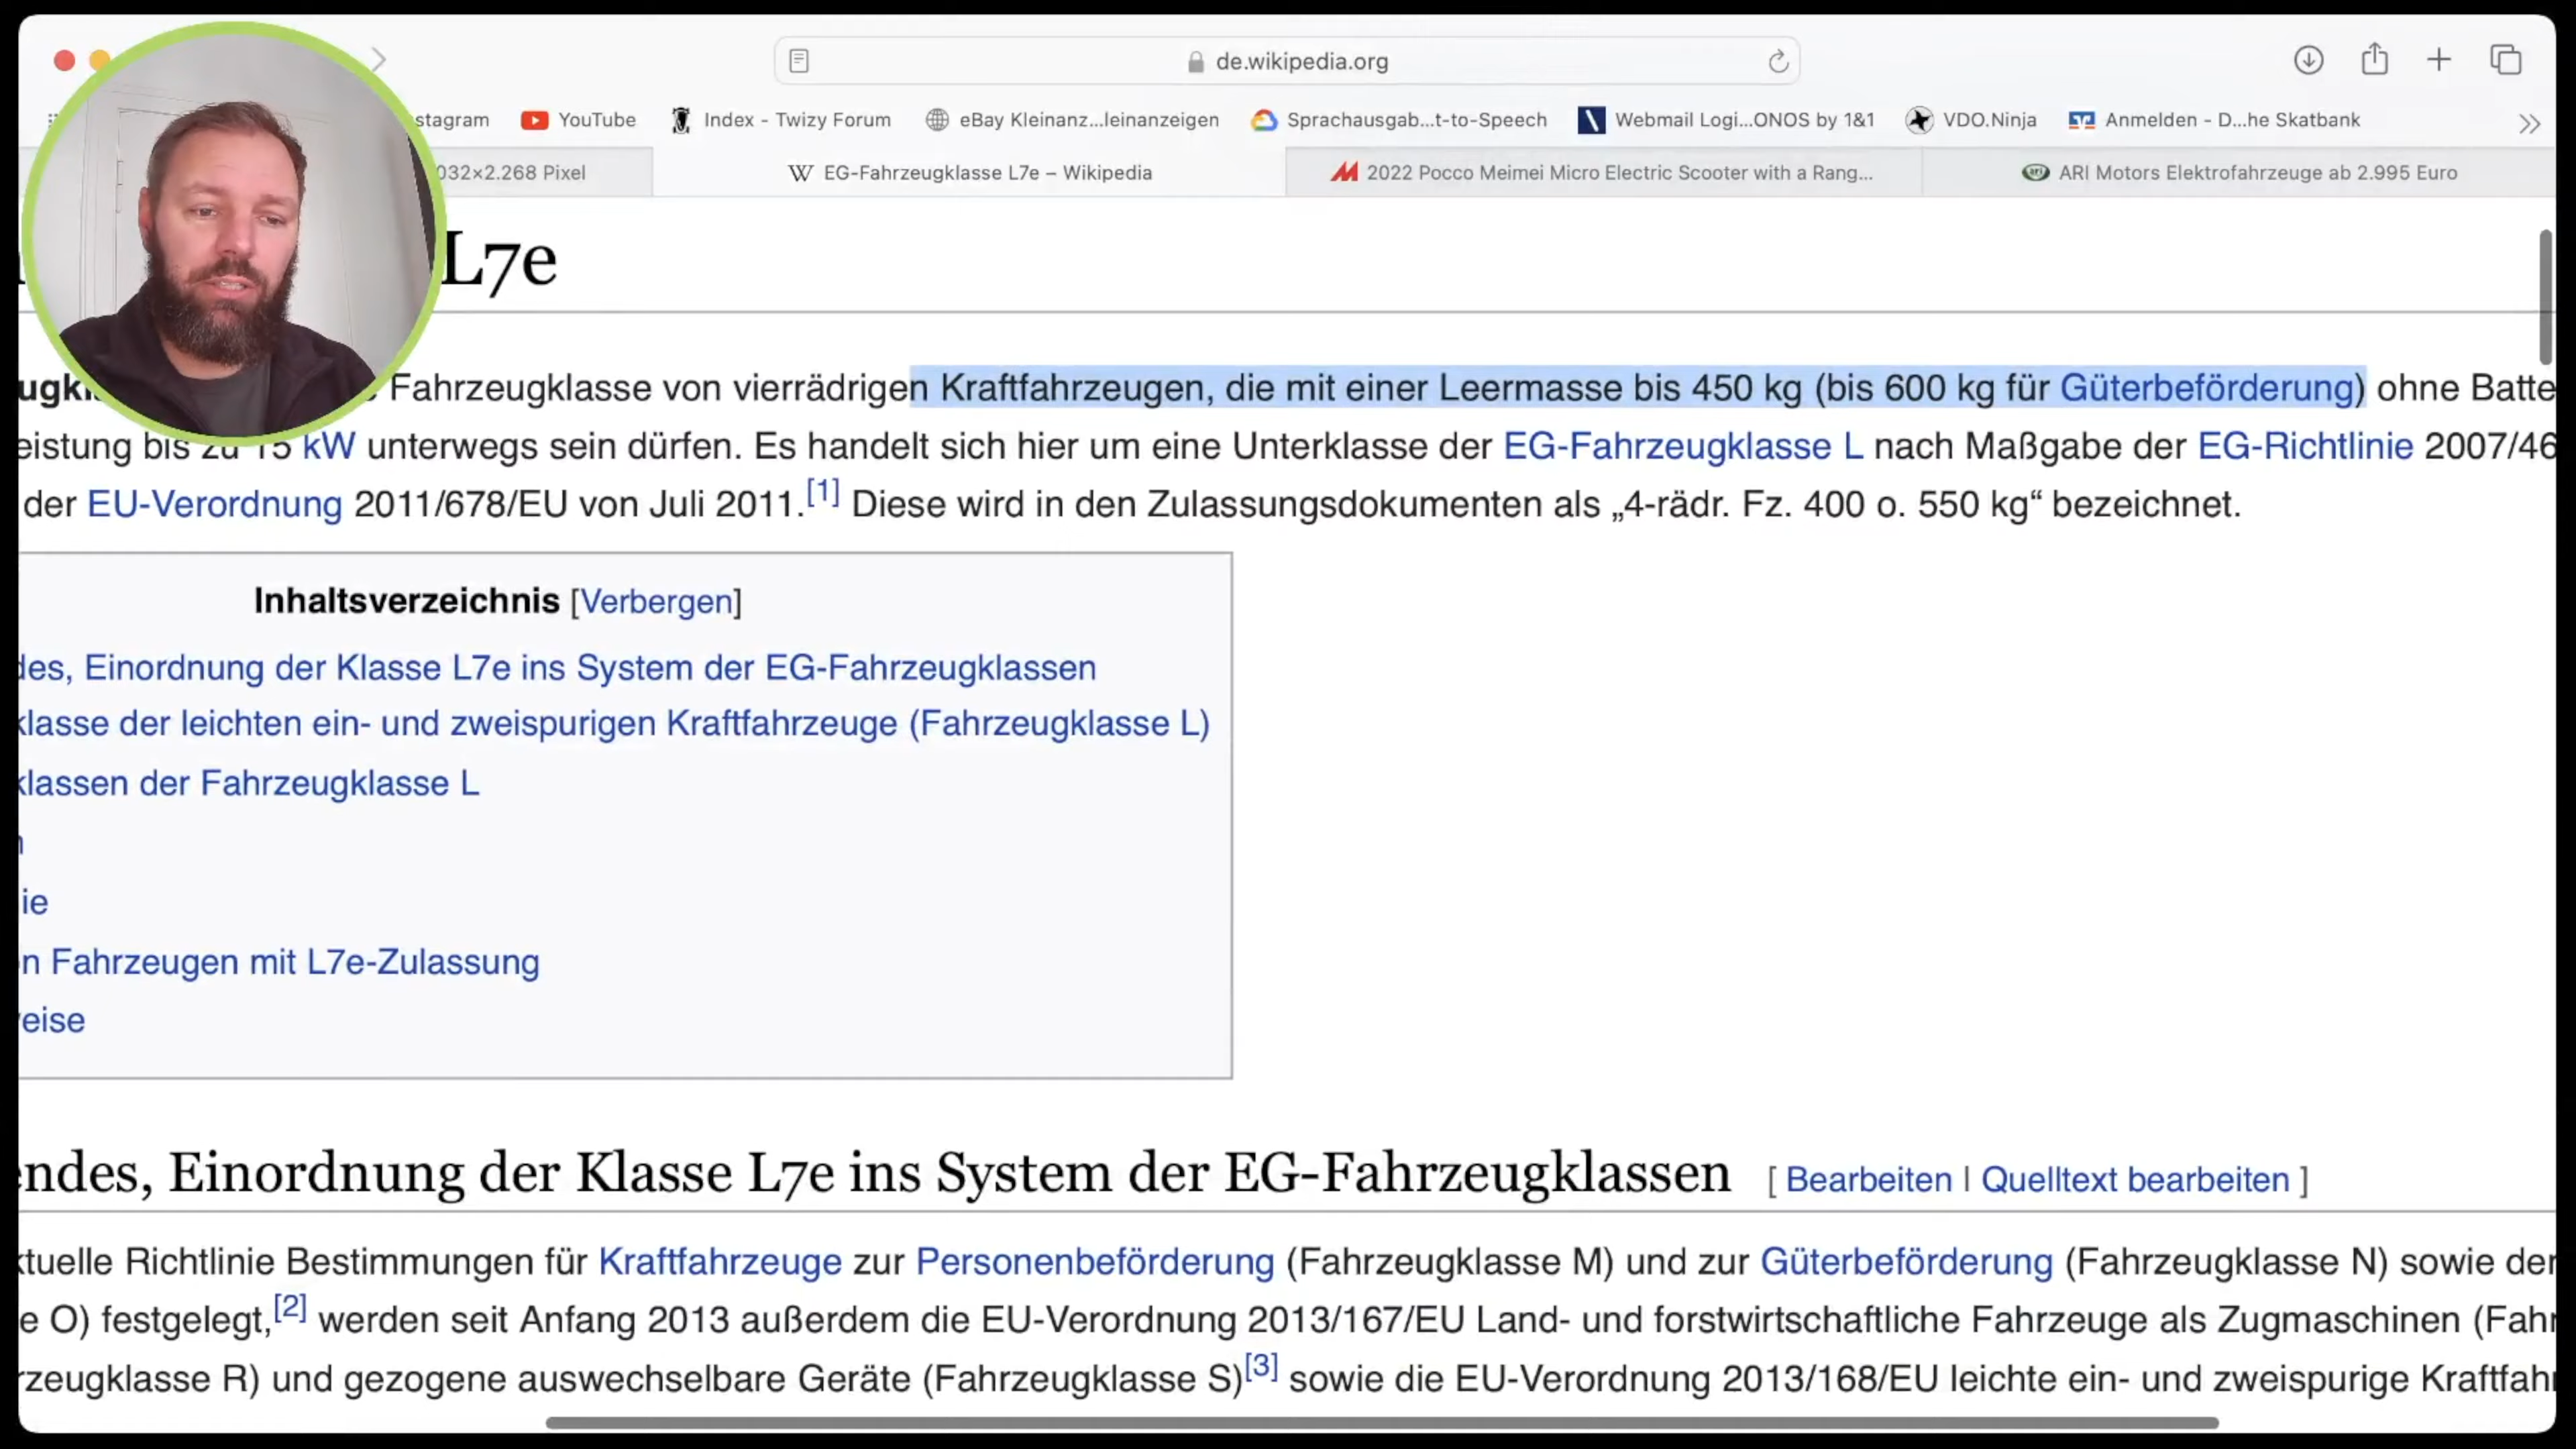 de.wikipedia.org
stagram YouTube Index - Twizy Forum eBay Kleinanz...leinanzeigen Sprachausgab...t-to-Speech Webmail Logi...ONOS by 1&1 VDO.Ninja Anmelden - D...he Skatbank
032×2.268 Pixel EG-Fahrzeugklasse L7e – Wikipedia 2022 Pocco Meimei Micro Electric Scooter with a Rang... ARI Motors Elektrofahrzeuge ab 2.995 Euro
L7e
Fahrzeugklasse von vierrädrigen Kraftfahrzeugen, die mit einer Leermasse bis 450 kg (bis 600 kg für Güterbeförderung) ohne Batte
eistung bis zu 15 kW unterwegs sein dürfen. Es handelt sich hier um eine Unterklasse der EG-Fahrzeugklasse L nach Maßgabe der EG-Richtlinie 2007/46
der EU-Verordnung 2011/678/EU von Juli 2011.[1] Diese wird in den Zulassungsdokumenten als „4-rädr. Fz. 400 o. 550 kg“ bezeichnet.
Inhaltsverzeichnis [Verbergen]
des, Einordnung der Klasse L7e ins System der EG-Fahrzeugklassen
klasse der leichten ein- und zweispurigen Kraftfahrzeuge (Fahrzeugklasse L)
klassen der Fahrzeugklasse L
n
ie
n Fahrzeugen mit L7e-Zulassung
eise
endes, Einordnung der Klasse L7e ins System der EG-Fahrzeugklassen [ Bearbeiten | Quelltext bearbeiten ]
ktuelle Richtlinie Bestimmungen für Kraftfahrzeuge zur Personenbeförderung (Fahrzeugklasse M) und zur Güterbeförderung (Fahrzeugklasse N) sowie der
e O) festgelegt,[2] werden seit Anfang 2013 außerdem die EU-Verordnung 2013/167/EU Land- und forstwirtschaftliche Fahrzeuge als Zugmaschinen (Fahr
rzeugklasse R) und gezogene auswechselbare Geräte (Fahrzeugklasse S)[3] sowie die EU-Verordnung 2013/168/EU leichte ein- und zweispurige Kraftfahr